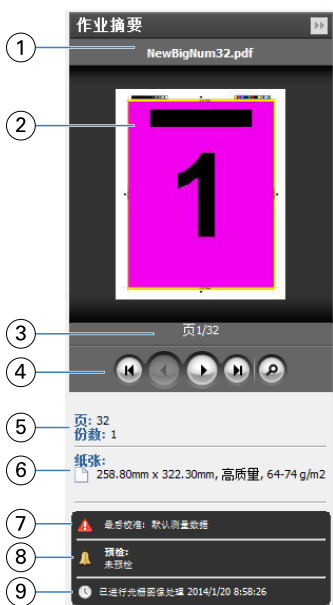 作业摘要
NewBigNum32.pdf
1
2
1
3
页1/32
4
5
页: 32
份数: 1
6
纸张:
258.80mm x 322.30mm, 高质量, 64-74 g/m2
7
最后校准: 默认测量数据
8
预检:
未预检
9
已进行光栅图像处理 2014/1/20 8:58:26